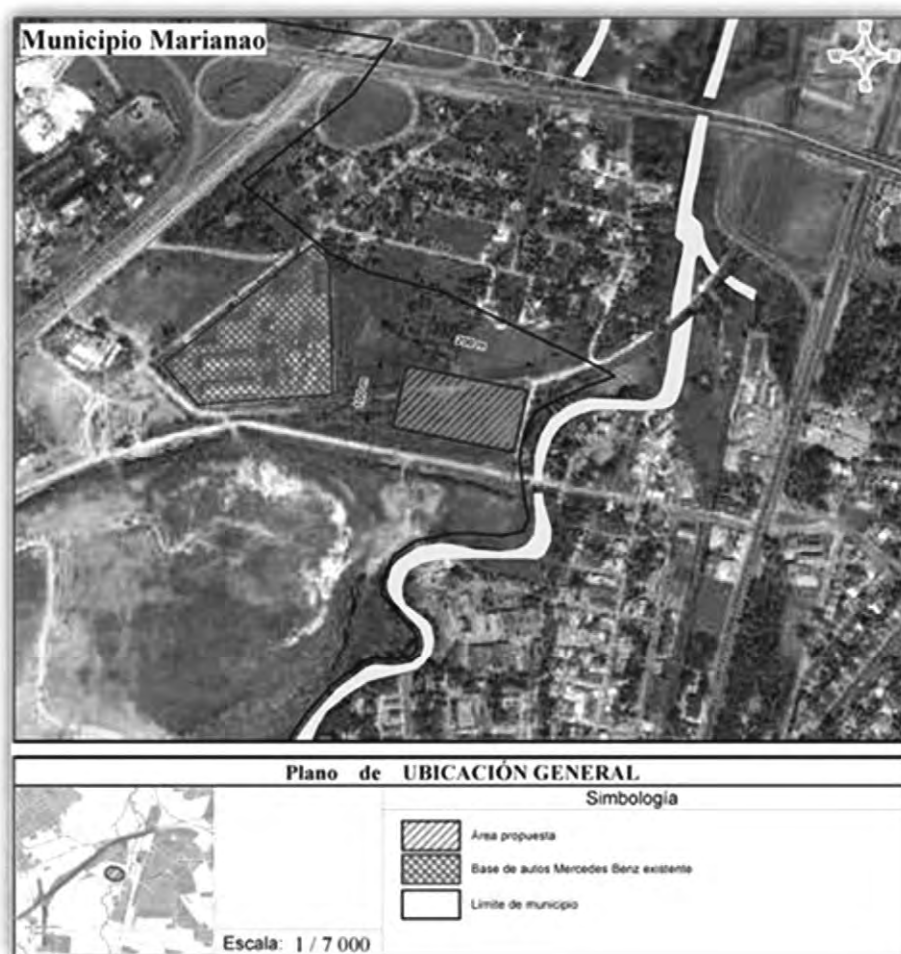 Municipio Marianao
Plano de UBICACIÓN GENERAL
Simbología
Área propuesta
Base de autos Mercedes Benz existente
Límite de municipio
Escala: 1 / 7 000